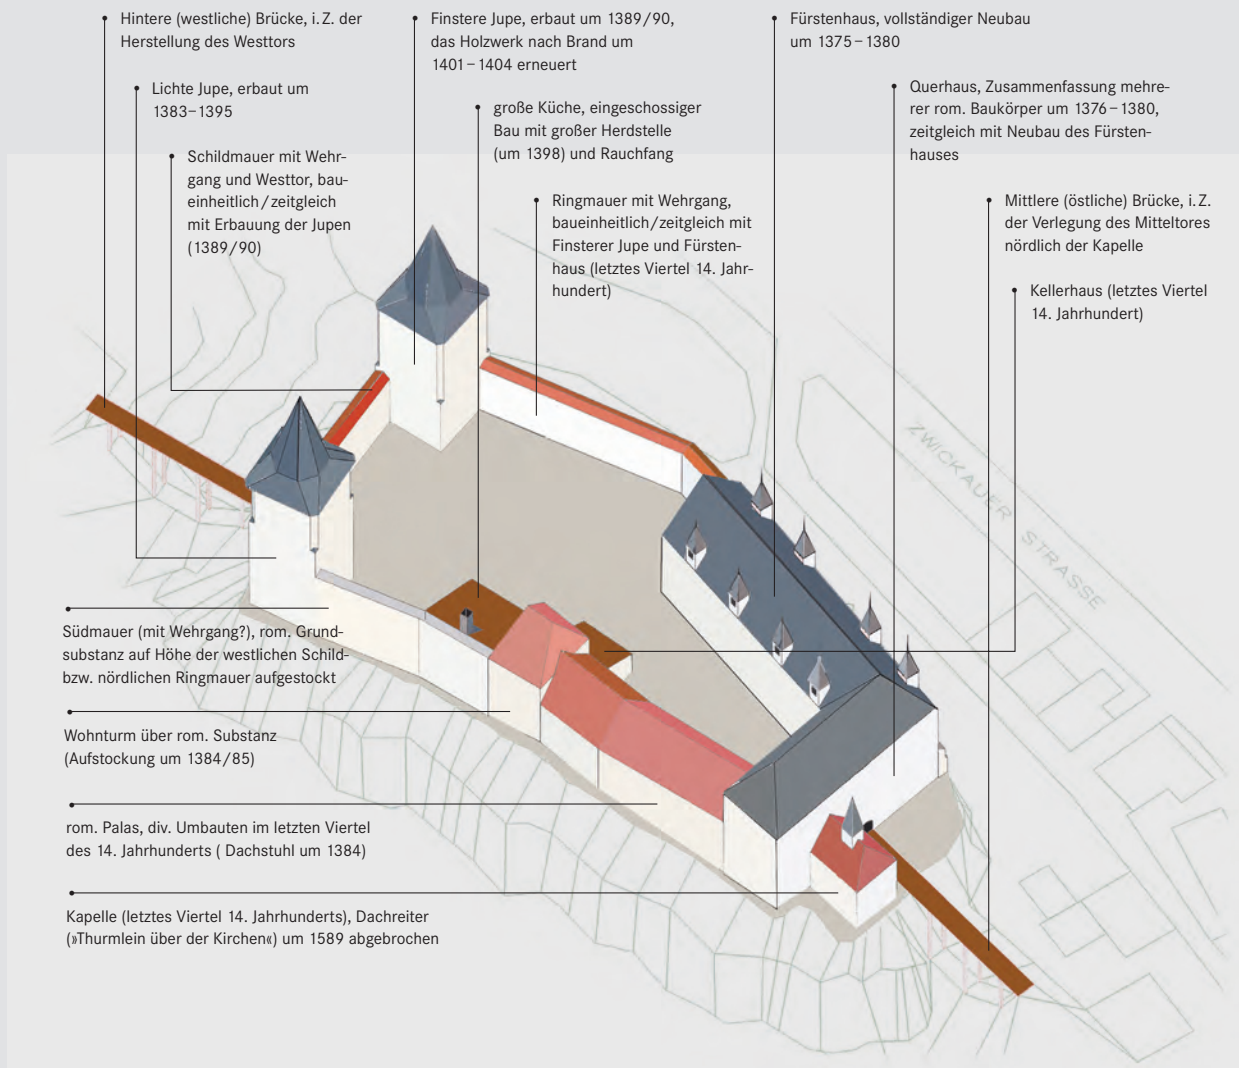 Hintere (westliche) Brücke, i. Z. der
Herstellung des Westtors
Finstere Jupe, erbaut um 1389/90,
das Holzwerk nach Brand um
1401–1404 erneuert
Fürstenhaus, vollständiger Neubau
um 1375–1380
Lichte Jupe, erbaut um
1383–1395
große Küche, eingeschossiger
Bau mit großer Herdstelle
(um 1398) und Rauchfang
Querhaus, Zusammenfassung mehre-
rer rom. Baukörper um 1376–1380,
zeitgleich mit Neubau des Fürsten-
hauses
Schildmauer mit Wehr-
gang und Westtor, bau-
einheitlich/zeitgleich
mit Erbauung der Jupen
(1389/90)
Ringmauer mit Wehrgang,
baueinheitlich/zeitgleich mit
Finsterer Jupe und Fürsten-
haus (letztes Viertel 14. Jahr-
hundert)
Mittlere (östliche) Brücke, i. Z.
der Verlegung des Mitteltores
nördlich der Kapelle
Kellerhaus (letztes Viertel
14. Jahrhundert)
ZWICKAUER STRASSE
Südmauer (mit Wehrgang?), rom. Grund-
substanz auf Höhe der westlichen Schild-
bzw. nördlichen Ringmauer aufgestockt
Wohnturm über rom. Substanz
(Aufstockung um 1384/85)
rom. Palas, div. Umbauten im letzten Viertel
des 14. Jahrhunderts ( Dachstuhl um 1384)
Kapelle (letztes Viertel 14. Jahrhunderts), Dachreiter
(»Thurmlein über der Kirchen«) um 1589 abgebrochen